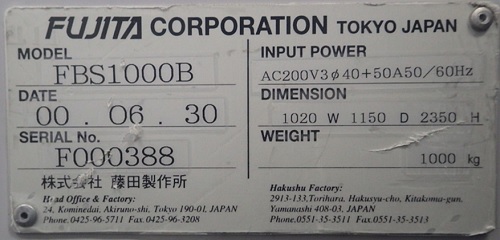 FUJITA CORPORATION TOKYO JAPAN
MODEL
FBS1000B
DATE
00 . 06 . 30
SERIAL No.
F000388
株式会社 藤田製作所
Head Office & Factory:
24, Kominedai, Akiruno-shi, Tokyo 190-01, JAPAN
Phone.0425-96-5711 Fax.0425-96-3208
INPUT POWER
AC200V3φ40+50A50/60Hz
DIMENSION
1020 W 1150 D 2350 H
WEIGHT
1000 kg
Hakushu Factory:
2913-133,Torihara, Hakusyu-cho, Kitakoma-gun,
Yamanashi 408-03, JAPAN
Phone.0551-35-3511 Fax.0551-35-3513